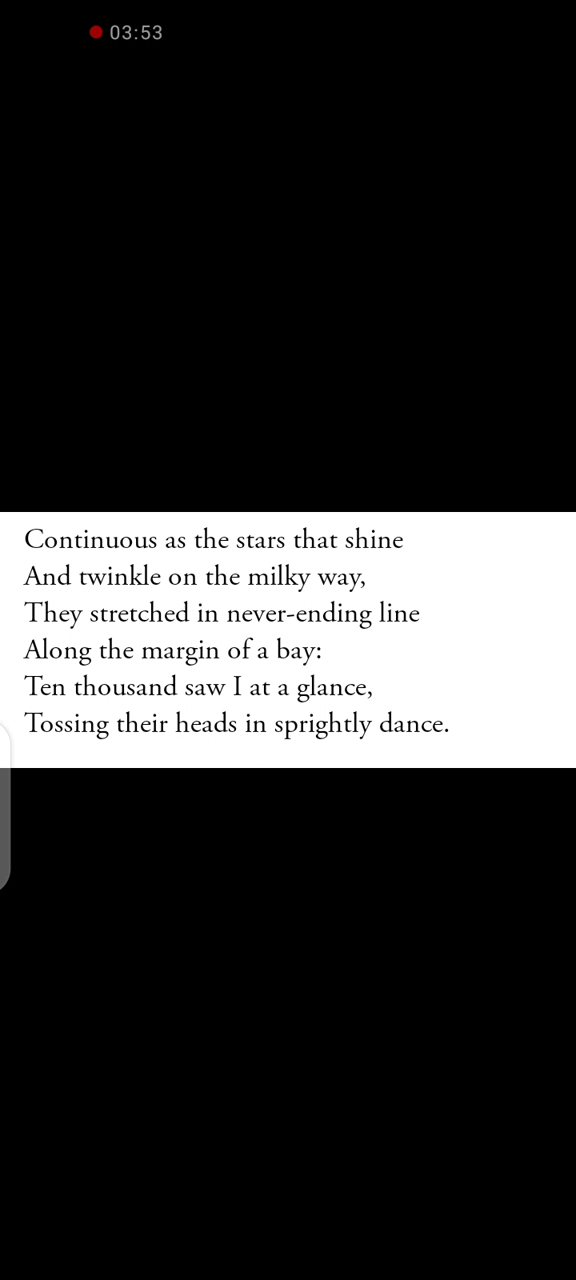 03:53
Continuous as the stars that shine
And twinkle on the milky way,
They stretched in never-ending line
Along the margin of a bay:
Ten thousand saw I at a glance,
Tossing their heads in sprightly dance.